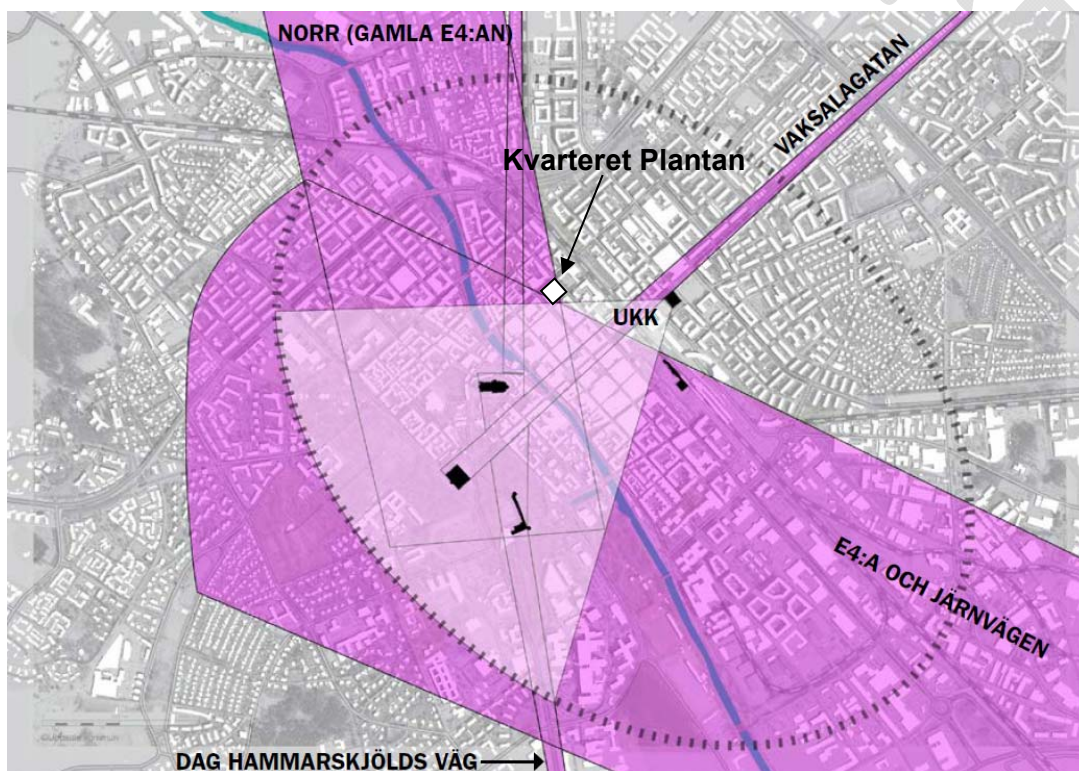 NORR (GAMLA E4:AN)
VAKSALAGATAN
Kvarteret Plantan
UKK
E4:A OCH JÄRNVÄGEN
DAG HAMMARSKJÖLDS VÄG